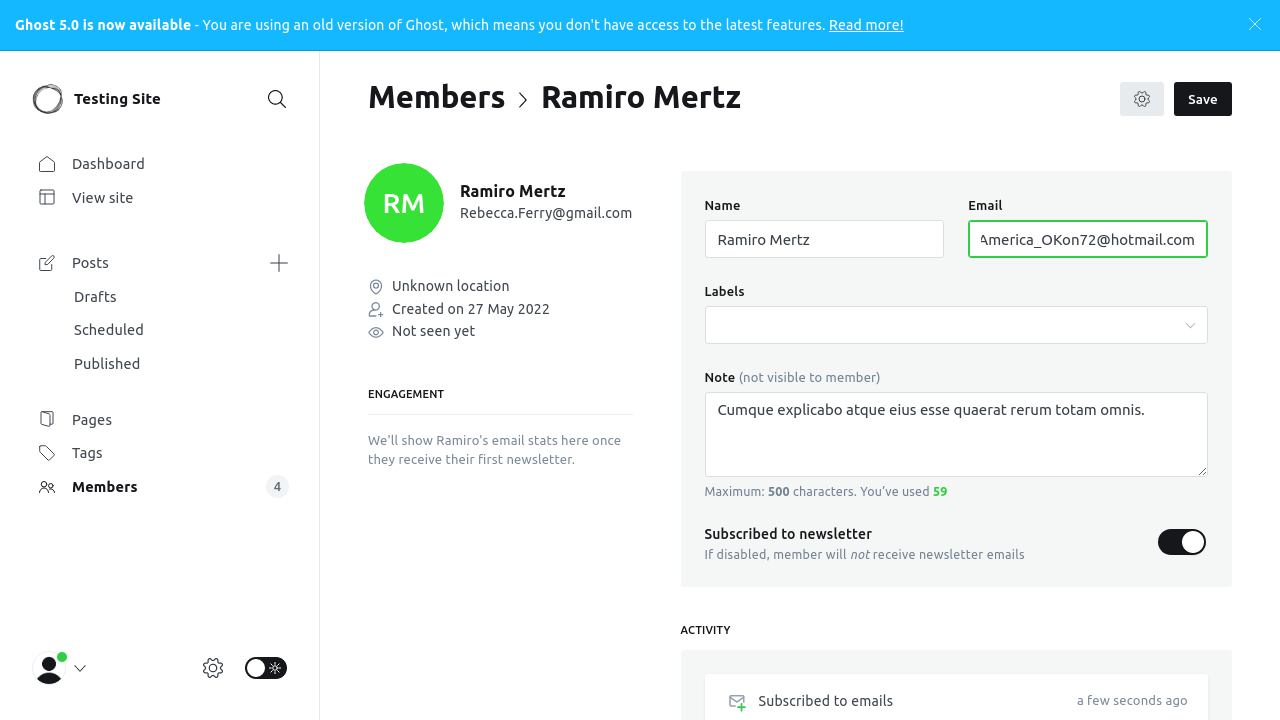 Ghost 5.0 is now available - You are using an old version of Ghost, which means you don't have access to the latest features. Read more!
Testing Site
Dashboard
View site
Posts
Drafts
Scheduled
Published
Pages
Tags
Members
4
Members
Ramiro Mertz
Save
RM
Ramiro Mertz
Rebecca.Ferry@gmail.com
Unknown location
Created on 27 May 2022
Not seen yet
ENGAGEMENT
We'll show Ramiro's email stats here once
they receive their first newsletter.
Name
Ramiro Mertz
Email
America_OKon72@hotmail.com
Labels
Note (not visible to member)
Cumque explicabo atque eius esse quaerat rerum totam omnis.
Maximum: 500 characters. You've used 59
Subscribed to newsletter
If disabled, member will not receive newsletter emails
ACTIVITY
Subscribed to emails
a few seconds ago